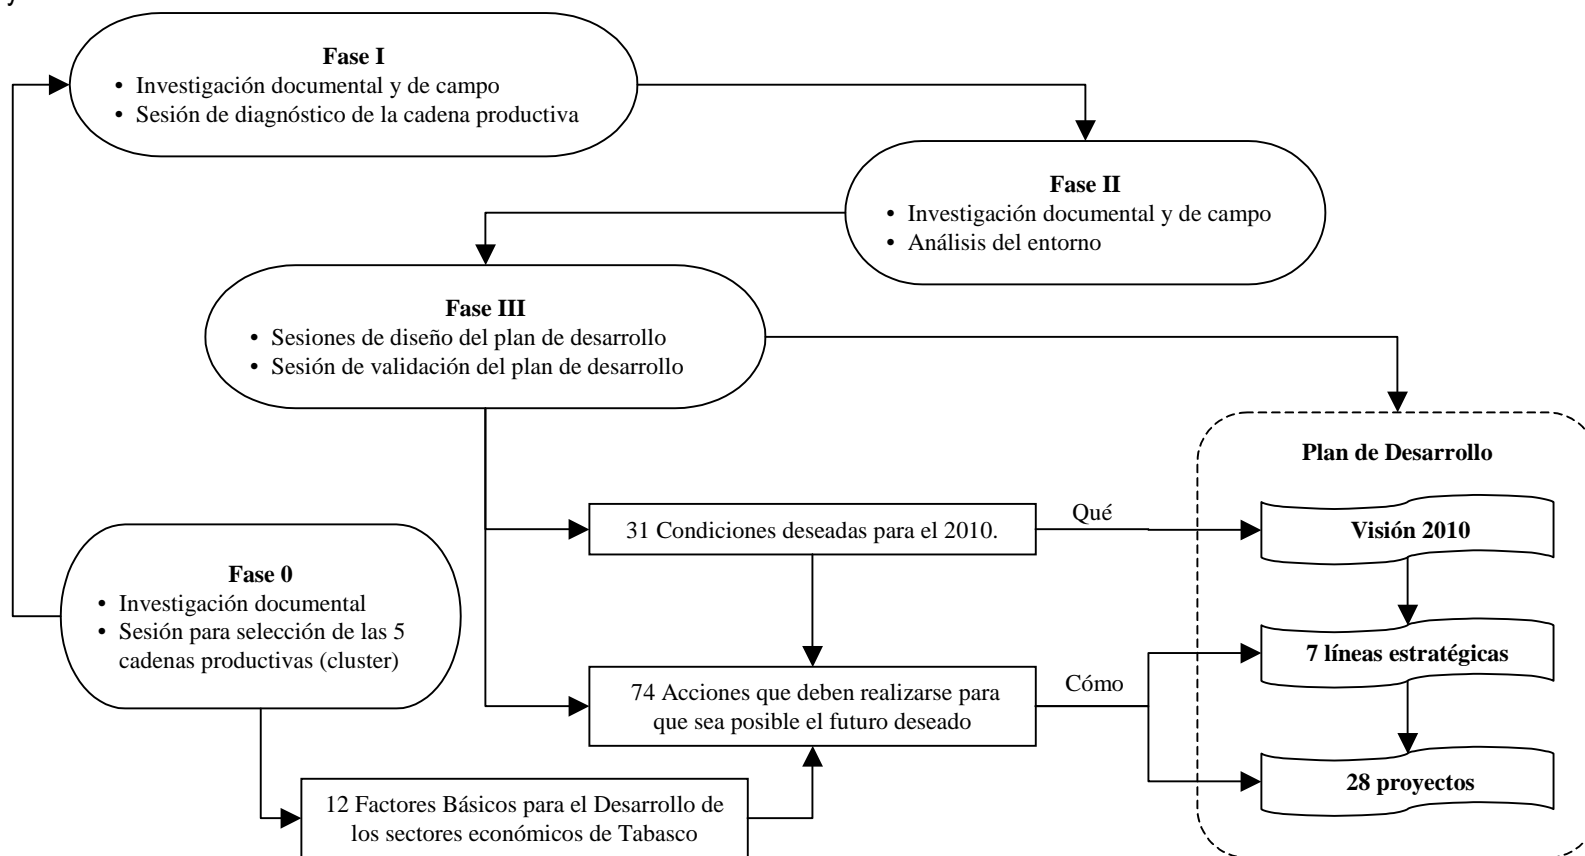 y
Fase I
• Investigación documental y de campo
• Sesión de diagnóstico de la cadena productiva
Fase II
• Investigación documental y de campo
• Análisis del entorno
Fase III
• Sesiones de diseño del plan de desarrollo
• Sesión de validación del plan de desarrollo
Plan de Desarrollo
31 Condiciones deseadas para el 2010.
Qué
Visión 2010
Fase 0
• Investigación documental
• Sesión para selección de las 5
cadenas productivas (cluster)
7 líneas estratégicas
74 Acciones que deben realizarse para
que sea posible el futuro deseado
Cómo
28 proyectos
12 Factores Básicos para el Desarrollo de
los sectores económicos de Tabasco